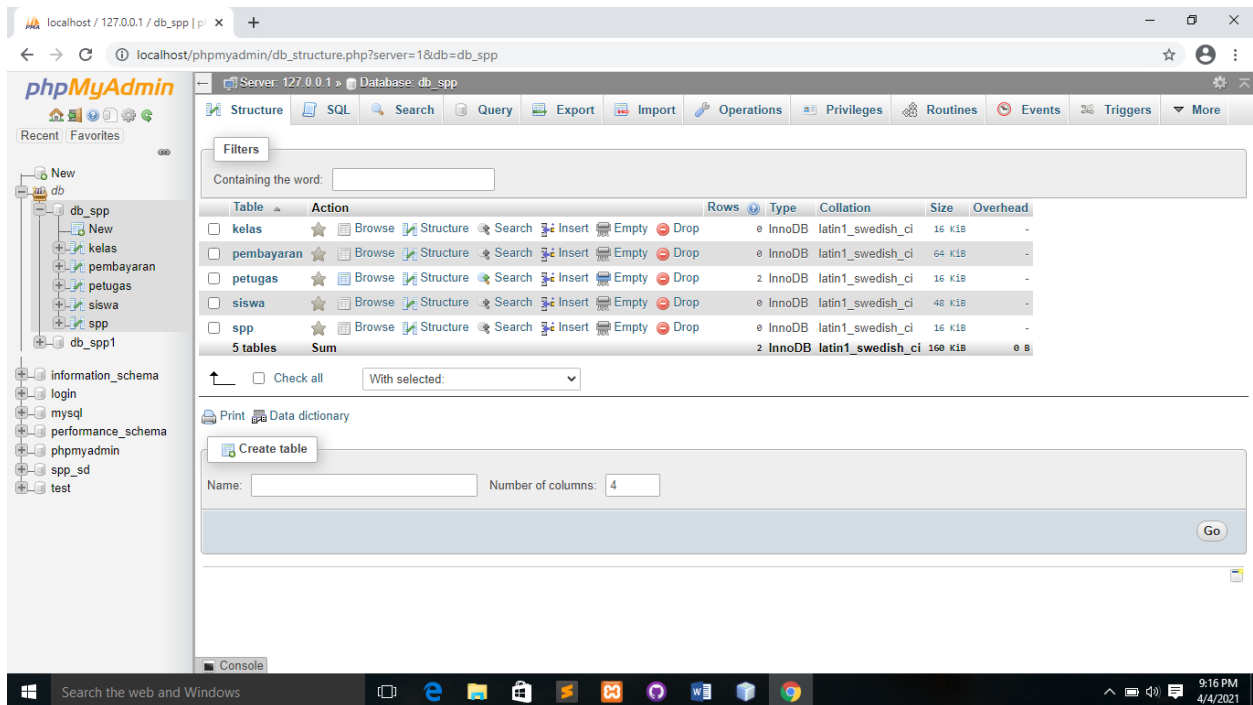 localhost / 127.0.0.1 / db_spp | p
localhost/phpmyadmin/db_structure.php?server=1&db=db_spp
phpMyAdmin
Recent Favorites
New
db
db_spp
New
kelas
pembayaran
petugas
siswa
spp
db_spp1
information_schema
login
mysql
performance_schema
phpmyadmin
spp_sd
test
Server: 127.0.0.1 » Database: db_spp
Structure SQL Search Query Export Import Operations Privileges Routines Events Triggers More
Filters
Containing the word:
Table Action Rows Type Collation Size Overhead
kelas Browse Structure Search Insert Empty Drop 0 InnoDB latin1_swedish_ci 16 KiB -
pembayaran Browse Structure Search Insert Empty Drop 0 InnoDB latin1_swedish_ci 64 KiB -
petugas Browse Structure Search Insert Empty Drop 2 InnoDB latin1_swedish_ci 16 KiB -
siswa Browse Structure Search Insert Empty Drop 0 InnoDB latin1_swedish_ci 48 KiB -
spp Browse Structure Search Insert Empty Drop 0 InnoDB latin1_swedish_ci 16 KiB -
5 tables Sum 2 InnoDB latin1_swedish_ci 160 KiB 0 B
Check all With selected:
Print Data dictionary
Create table
Name: Number of columns: 4
Go
Console
Search the web and Windows
9:16 PM
4/4/2021